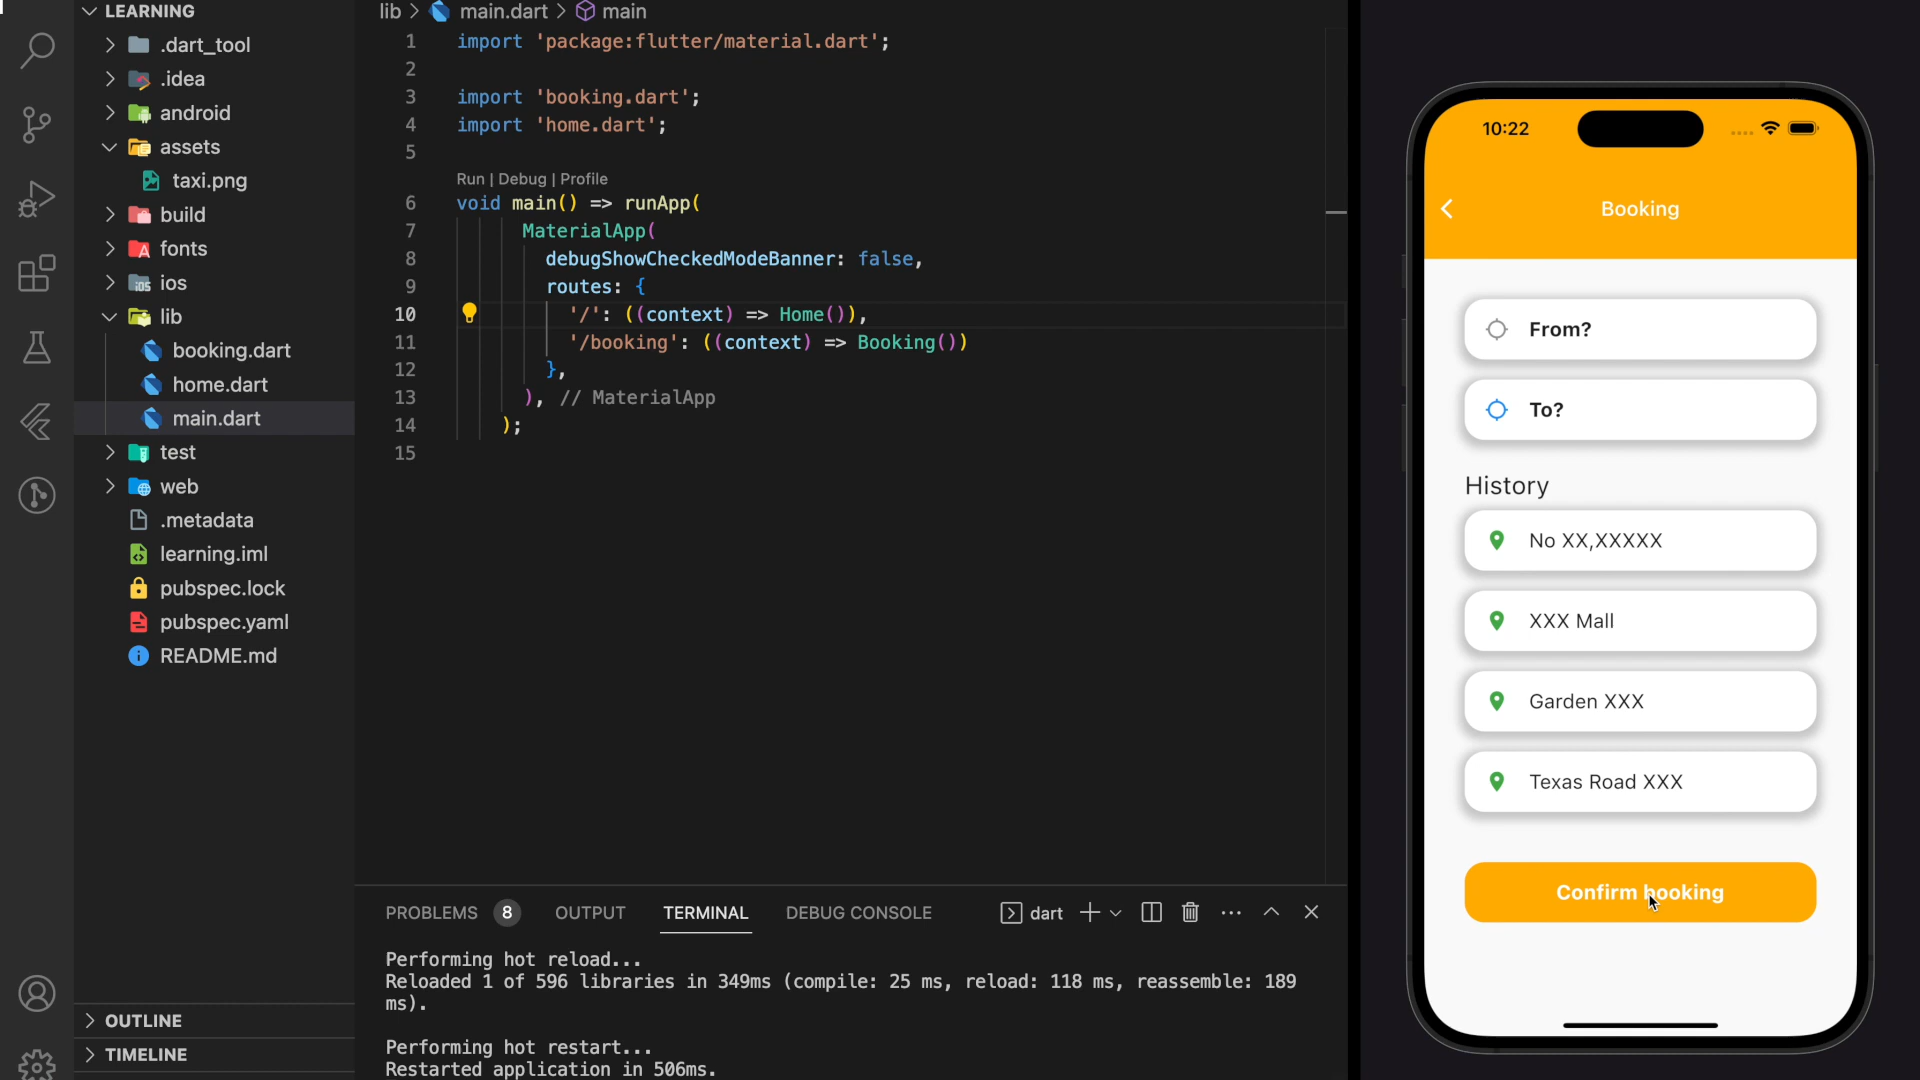 LEARNING
.dart_tool
.idea
android
assets
taxi.png
build
fonts
ios
lib
booking.dart
home.dart
main.dart
test
web
.metadata
learning.iml
pubspec.lock
pubspec.yaml
README.md
OUTLINE
TIMELINE
lib > main.dart > main
1 import 'package:flutter/material.dart';
2
3 import 'booking.dart';
4 import 'home.dart';
5
Run | Debug | Profile
6 void main() => runApp(
7 MaterialApp(
8 debugShowCheckedModeBanner: false,
9 routes: {
10 '/': ((context) => Home()),
11 '/booking': ((context) => Booking())
12 },
13 ), // MaterialApp
14 );
15
PROBLEMS 8 OUTPUT TERMINAL DEBUG CONSOLE dart
Performing hot reload...
Reloaded 1 of 596 libraries in 349ms (compile: 25 ms, reload: 118 ms, reassemble: 189
ms).
Performing hot restart...
Restarted application in 506ms.
10:22
Booking
From?
To?
History
No XX,XXXXX
XXX Mall
Garden XXX
Texas Road XXX
Confirm booking